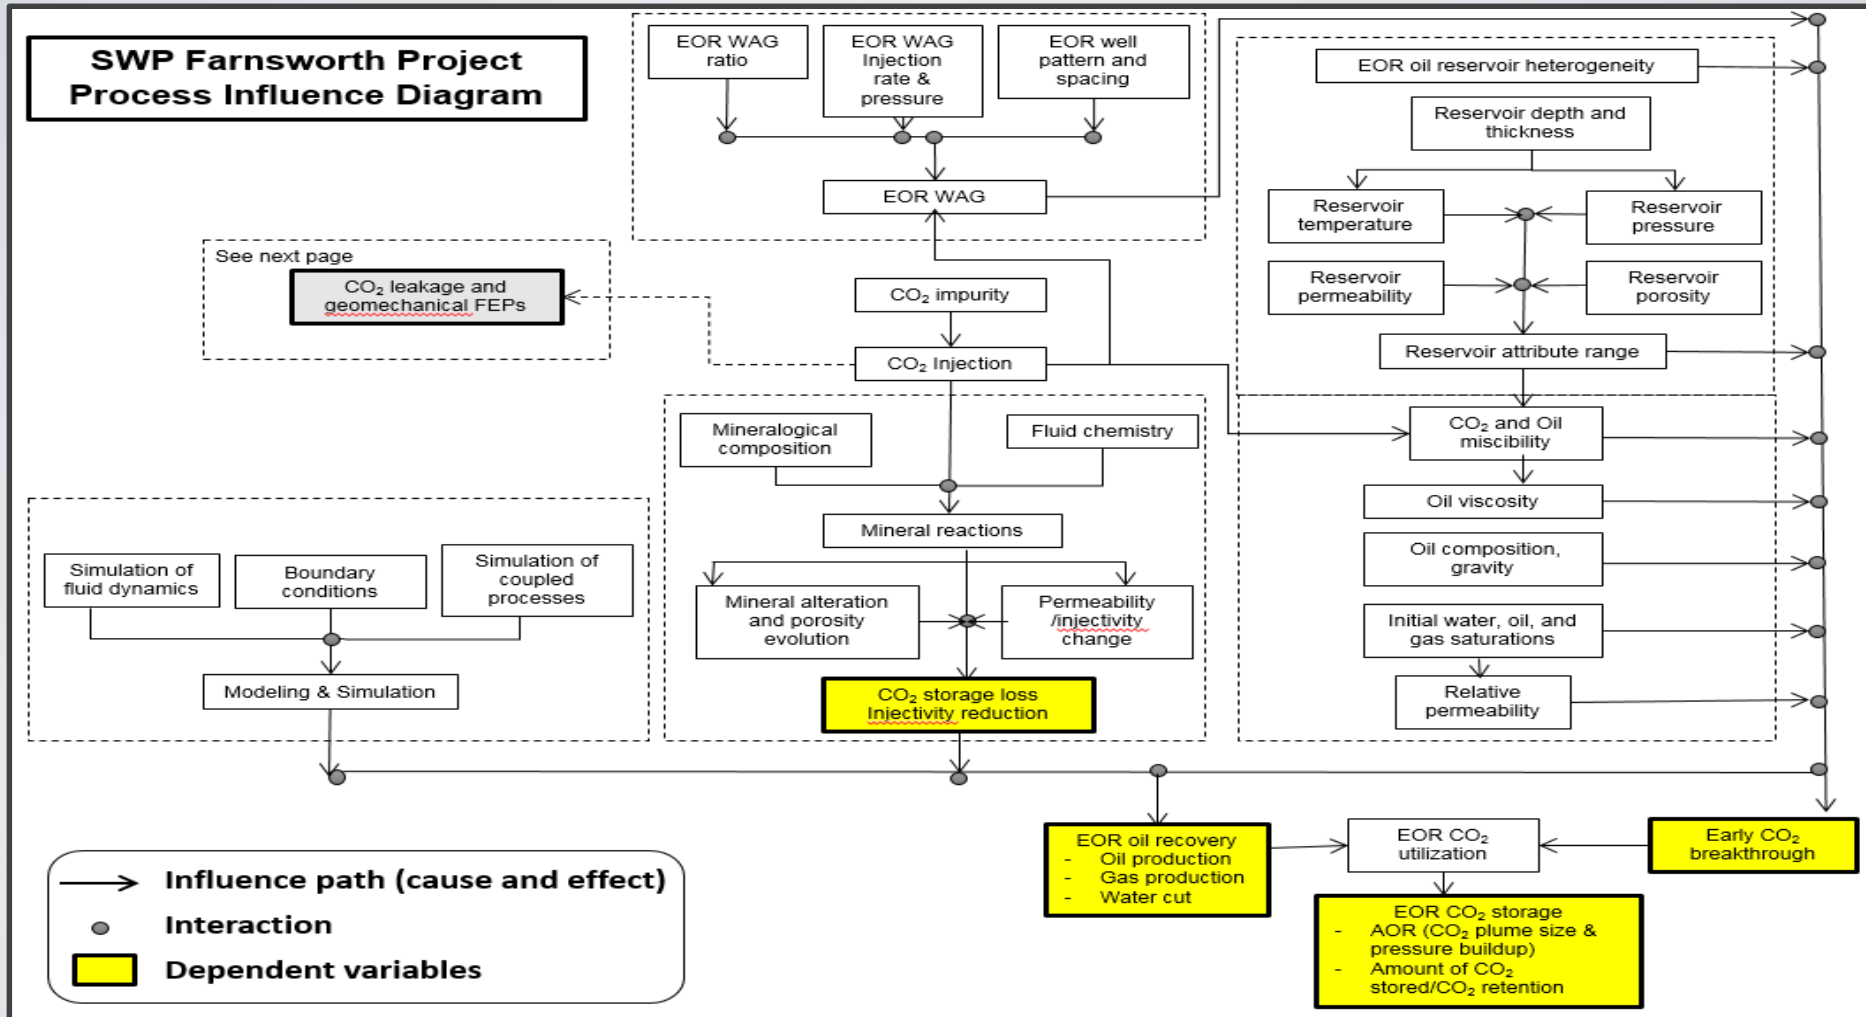 SWP Farnsworth Project
Process Influence Diagram
EOR WAG
ratio
EOR WAG
Injection
rate &
pressure
EOR well
pattern and
spacing
EOR WAG
EOR oil reservoir heterogeneity
Reservoir depth and
thickness
Reservoir
temperature
Reservoir
pressure
Reservoir
permeability
Reservoir
porosity
Reservoir attribute range
See next page
CO₂ leakage and
geomechanical FEPs
CO₂ impurity
CO₂ Injection
Mineralogical
composition
Fluid chemistry
Mineral reactions
Mineral alteration
and porosity
evolution
Permeability
/injectivity
change
CO₂ storage loss
Injectivity reduction
CO₂ and Oil
miscibility
Oil viscosity
Oil composition,
gravity
Initial water, oil, and
gas saturations
Relative
permeability
Simulation of
fluid dynamics
Boundary
conditions
Simulation of
coupled
processes
Modeling & Simulation
EOR oil recovery
- Oil production
- Gas production
- Water cut
EOR CO₂
utilization
Early CO₂
breakthrough
EOR CO₂ storage
- AOR (CO₂ plume size &
pressure buildup)
- Amount of CO₂
stored/CO₂ retention
Influence path (cause and effect)
Interaction
Dependent variables